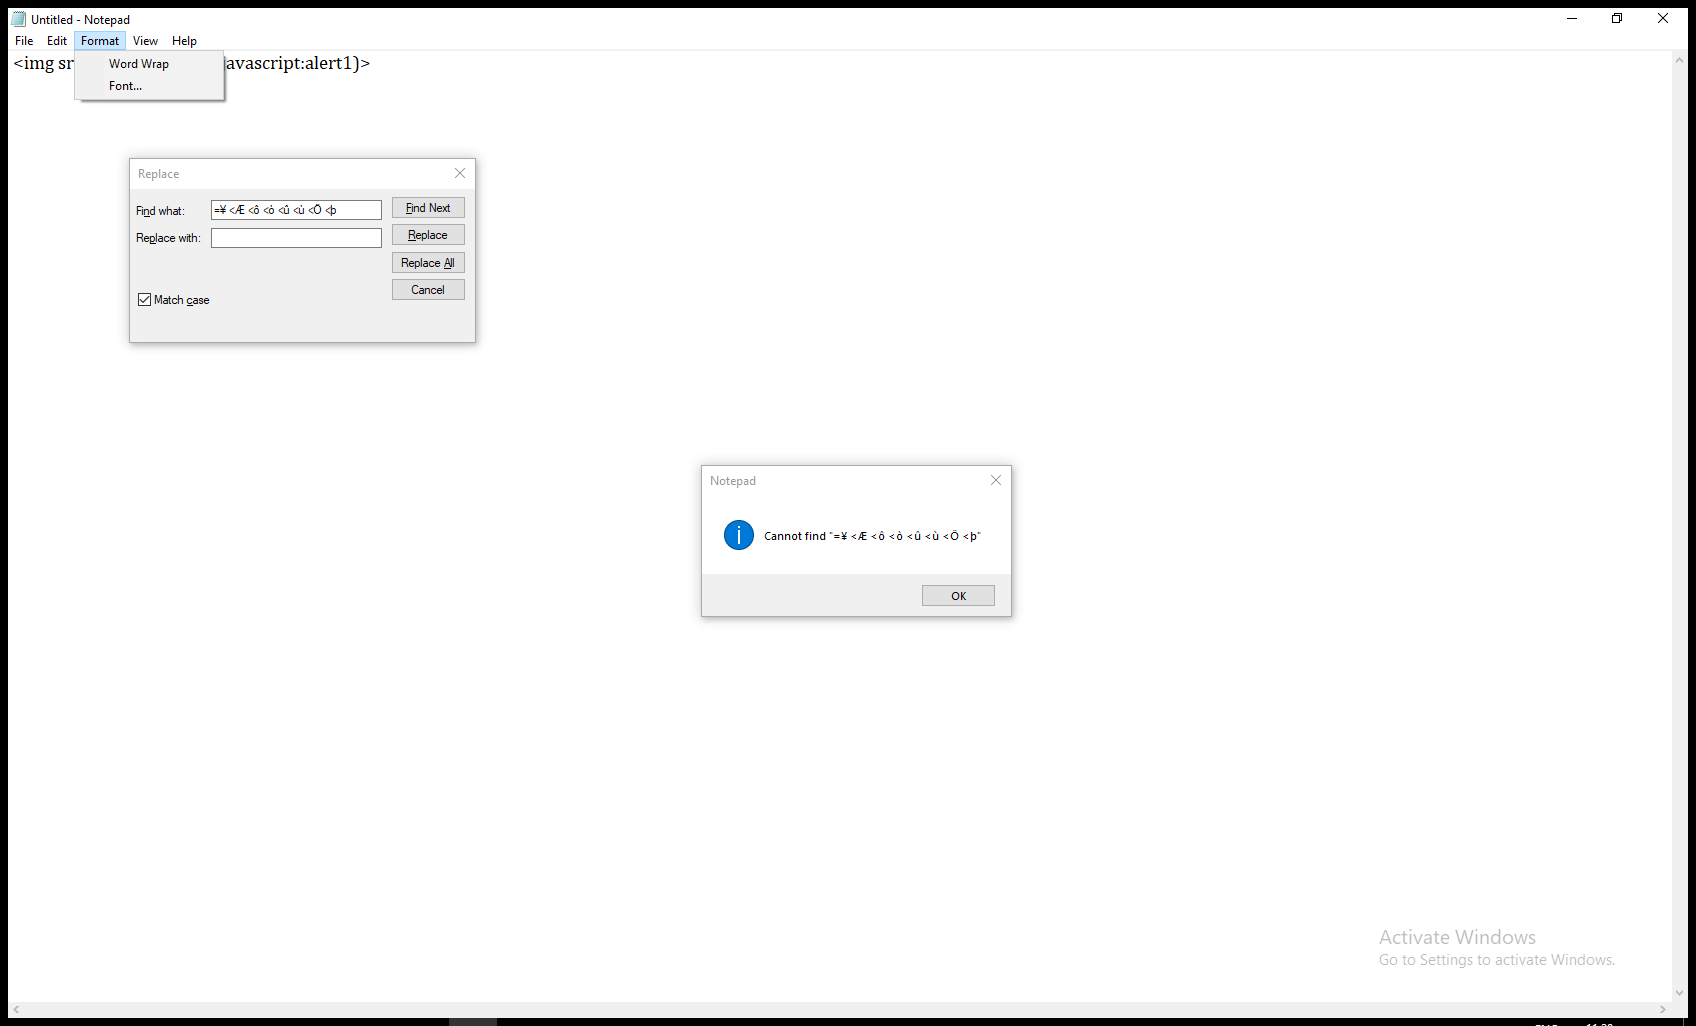 Untitled - Notepad
File Edit Format View Help
<img sr
avascript:alert1)>
Word Wrap
Font...
Replace
Find what: =¥ <Æ <ô <ò <û <ù <Ö <þ
Find Next
Replace with:
Replace
Replace All
Cancel
Match case
Notepad
Cannot find "=¥ <Æ <ô <ò <û <ù <Ö <þ"
OK
Activate Windows
Go to Settings to activate Windows.